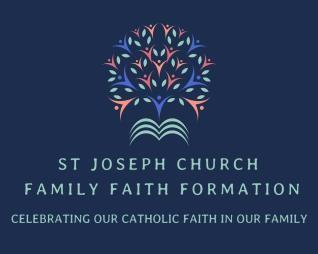 ST JOSEPH CHURCH
FAMILY FAITH FORMATION
CELEBRATING OUR CATHOLIC FAITH IN OUR FAMILY